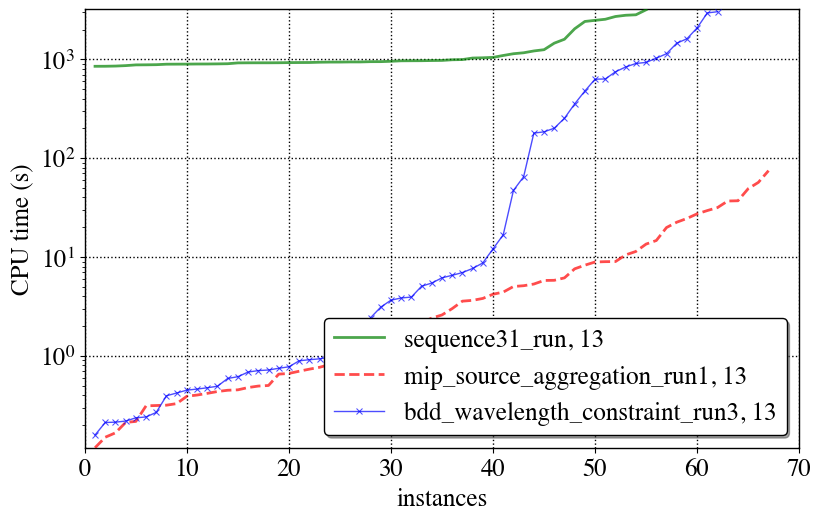 CPU time (s)
10³
10²
10¹
10⁰
sequence31_run, 13
mip_source_aggregation_run1, 13
bdd_wavelength_constraint_run3, 13
0 10 20 30 40 50 60 70
instances